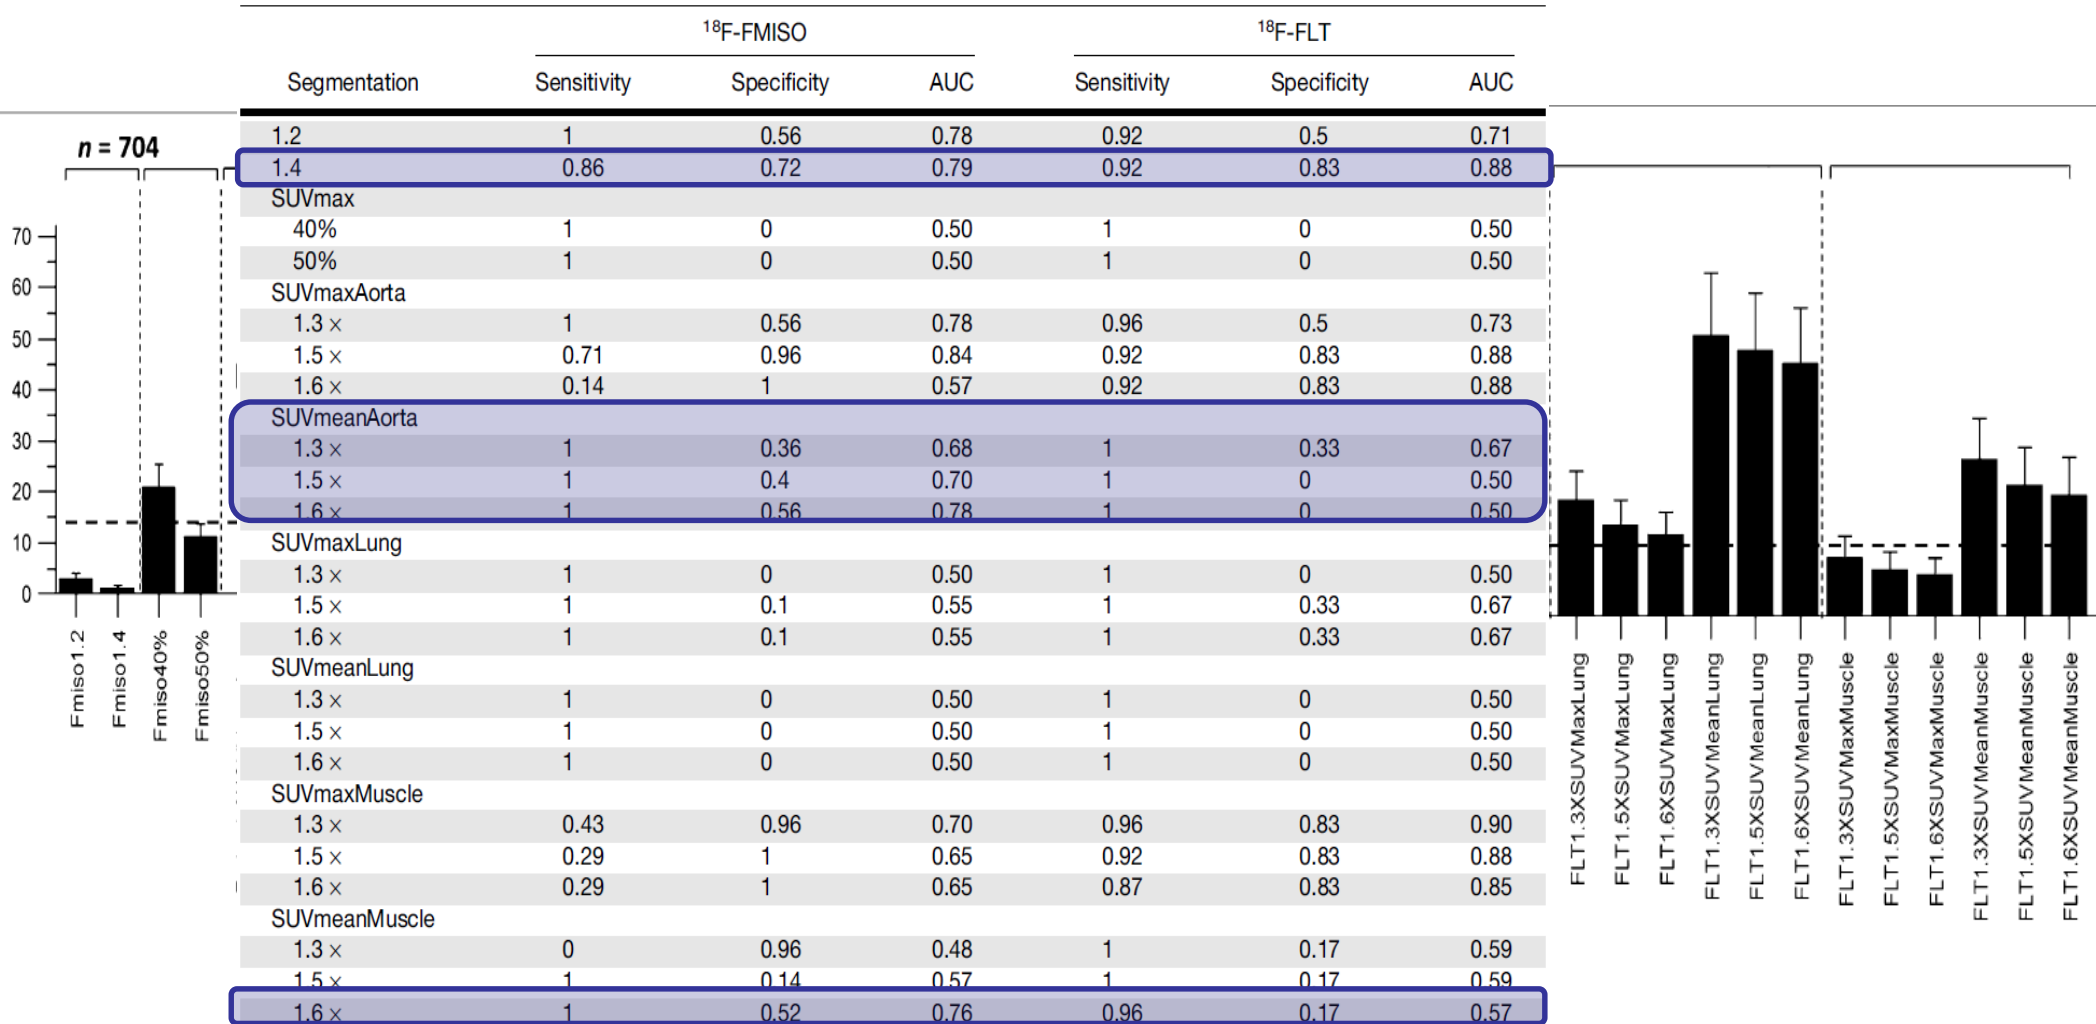 18F-FMISO 18F-FLT
Segmentation Sensitivity Specificity AUC Sensitivity Specificity AUC
1.2 1 0.56 0.78 0.92 0.5 0.71
1.4 0.86 0.72 0.79 0.92 0.83 0.88
SUVmax
40% 1 0 0.50 1 0 0.50
50% 1 0 0.50 1 0 0.50
SUVmaxAorta
1.3 × 1 0.56 0.78 0.96 0.5 0.73
1.5 × 0.71 0.96 0.84 0.92 0.83 0.88
1.6 × 0.14 1 0.57 0.92 0.83 0.88
SUVmeanAorta
1.3 × 1 0.36 0.68 1 0.33 0.67
1.5 × 1 0.4 0.70 1 0 0.50
1.6 × 1 0.56 0.78 1 0 0.50
SUVmaxLung
1.3 × 1 0 0.50 1 0 0.50
1.5 × 1 0.1 0.55 1 0.33 0.67
1.6 × 1 0.1 0.55 1 0.33 0.67
SUVmeanLung
1.3 × 1 0 0.50 1 0 0.50
1.5 × 1 0 0.50 1 0 0.50
1.6 × 1 0 0.50 1 0 0.50
SUVmaxMuscle
1.3 × 0.43 0.96 0.70 0.96 0.83 0.90
1.5 × 0.29 1 0.65 0.92 0.83 0.88
1.6 × 0.29 1 0.65 0.87 0.83 0.85
SUVmeanMuscle
1.3 × 0 0.96 0.48 1 0.17 0.59
1.5 × 1 0.14 0.57 1 0.17 0.59
1.6 × 1 0.52 0.76 0.96 0.17 0.57
n = 704
70
60
50
40
30
20
10
0
Fmiso1.2
Fmiso1.4
Fmiso40%
Fmiso50%
FLT1.3XSUVMaxLung
FLT1.5XSUVMaxLung
FLT1.6XSUVMaxLung
FLT1.3XSUVMeanLung
FLT1.5XSUVMeanLung
FLT1.6XSUVMeanLung
FLT1.3XSUVMaxMuscle
FLT1.5XSUVMaxMuscle
FLT1.6XSUVMaxMuscle
FLT1.3XSUVMeanMuscle
FLT1.5XSUVMeanMuscle
FLT1.6XSUVMeanMuscle